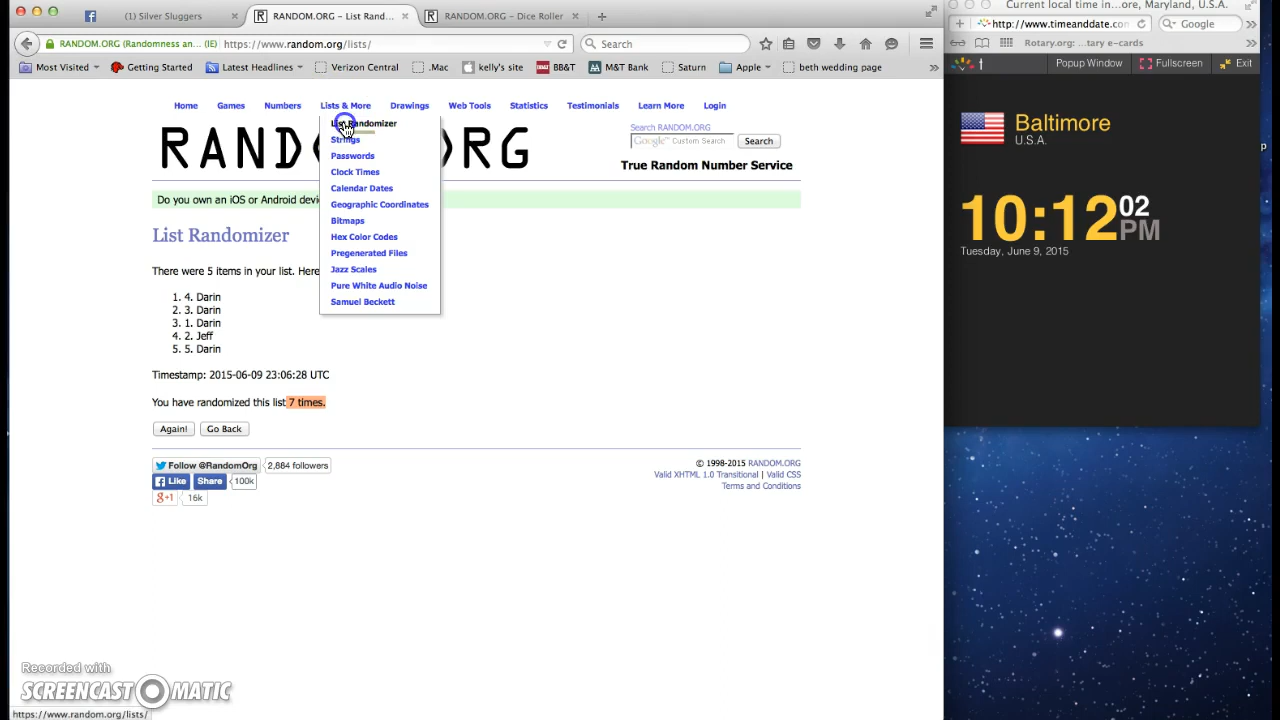 (1) Silver Sluggers
RANDOM.ORG – List Rand...
RANDOM.ORG – Dice Roller
RANDOM.ORG (Randomness an... (IE)
https://www.random.org/lists/
Search
Most Visited
Getting Started
Latest Headlines
Verizon Central
.Mac
kelly's site
BB&T
M&T Bank
Saturn
Apple
beth wedding page
Home
Games
Numbers
Lists & More
Drawings
Web Tools
Statistics
Testimonials
Learn More
Login
List Randomizer
Strings
Passwords
Clock Times
Calendar Dates
Geographic Coordinates
Bitmaps
Hex Color Codes
Pregenerated Files
Jazz Scales
Pure White Audio Noise
Samuel Beckett
Search RANDOM.ORG
Google Custom Search
Search
True Random Number Service
Do you own an iOS or Android devi
List Randomizer
There were 5 items in your list. Here
1. 4. Darin
2. 3. Darin
3. 1. Darin
4. 2. Jeff
5. 5. Darin
Timestamp: 2015-06-09 23:06:28 UTC
You have randomized this list 7 times.
Again!
Go Back
Follow @RandomOrg
2,884 followers
Like
Share
100k
g+1
16k
© 1998-2015 RANDOM.ORG
Valid XHTML 1.0 Transitional | Valid CSS
Terms and Conditions
Recorded with
SCREENCAST-O-MATIC
https://www.random.org/lists/
Current local time in ...ore, Maryland, U.S.A.
http://www.timeanddate.con
Google
Rotary.org: ...tary e-cards
t
Popup Window
Fullscreen
Exit
Baltimore
U.S.A.
10:12 02 PM
Tuesday, June 9, 2015